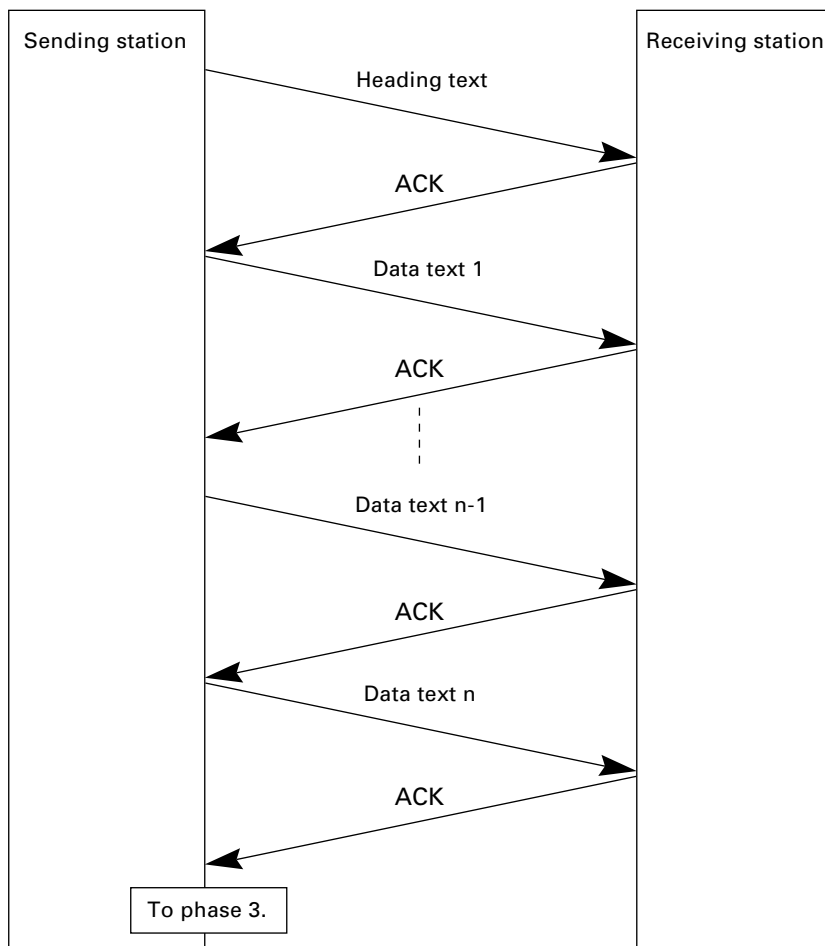 Sending station
Receiving station
Heading text
ACK
Data text 1
ACK
Data text n-1
ACK
Data text n
ACK
To phase 3.